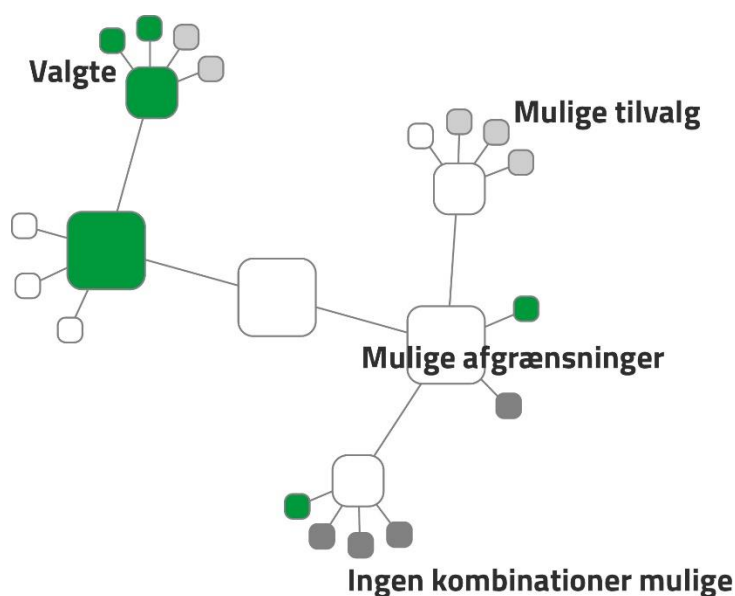 Valgte
Mulige tilvalg
Mulige afgrænsninger
Ingen kombinationer mulige